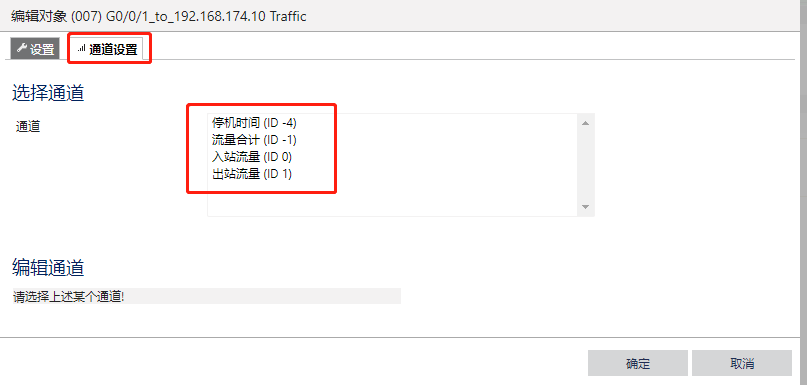 编辑对象 (007) G0/0/1_to_192.168.174.10 Traffic
设置 通道设置
选择通道
通道
停机时间 (ID -4)
流量合计 (ID -1)
入站流量 (ID 0)
出站流量 (ID 1)
编辑通道
请选择上述某个通道!
确定 取消